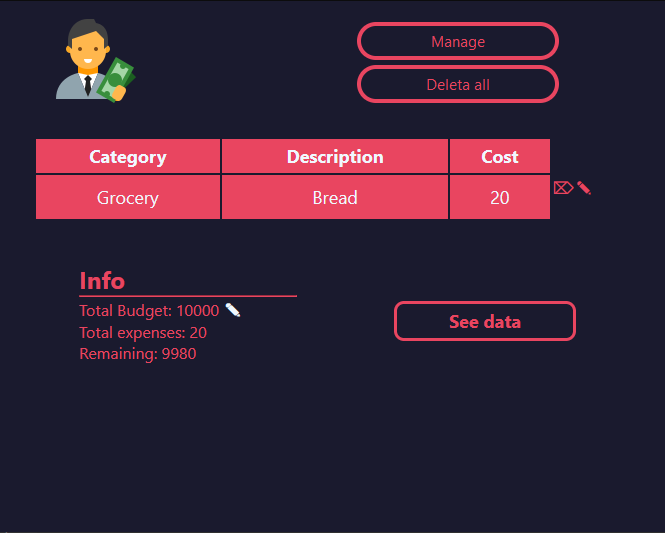 Manage
Deleta all
Category Description Cost
Grocery Bread 20
Info
Total Budget: 10000
Total expenses: 20
Remaining: 9980
See data